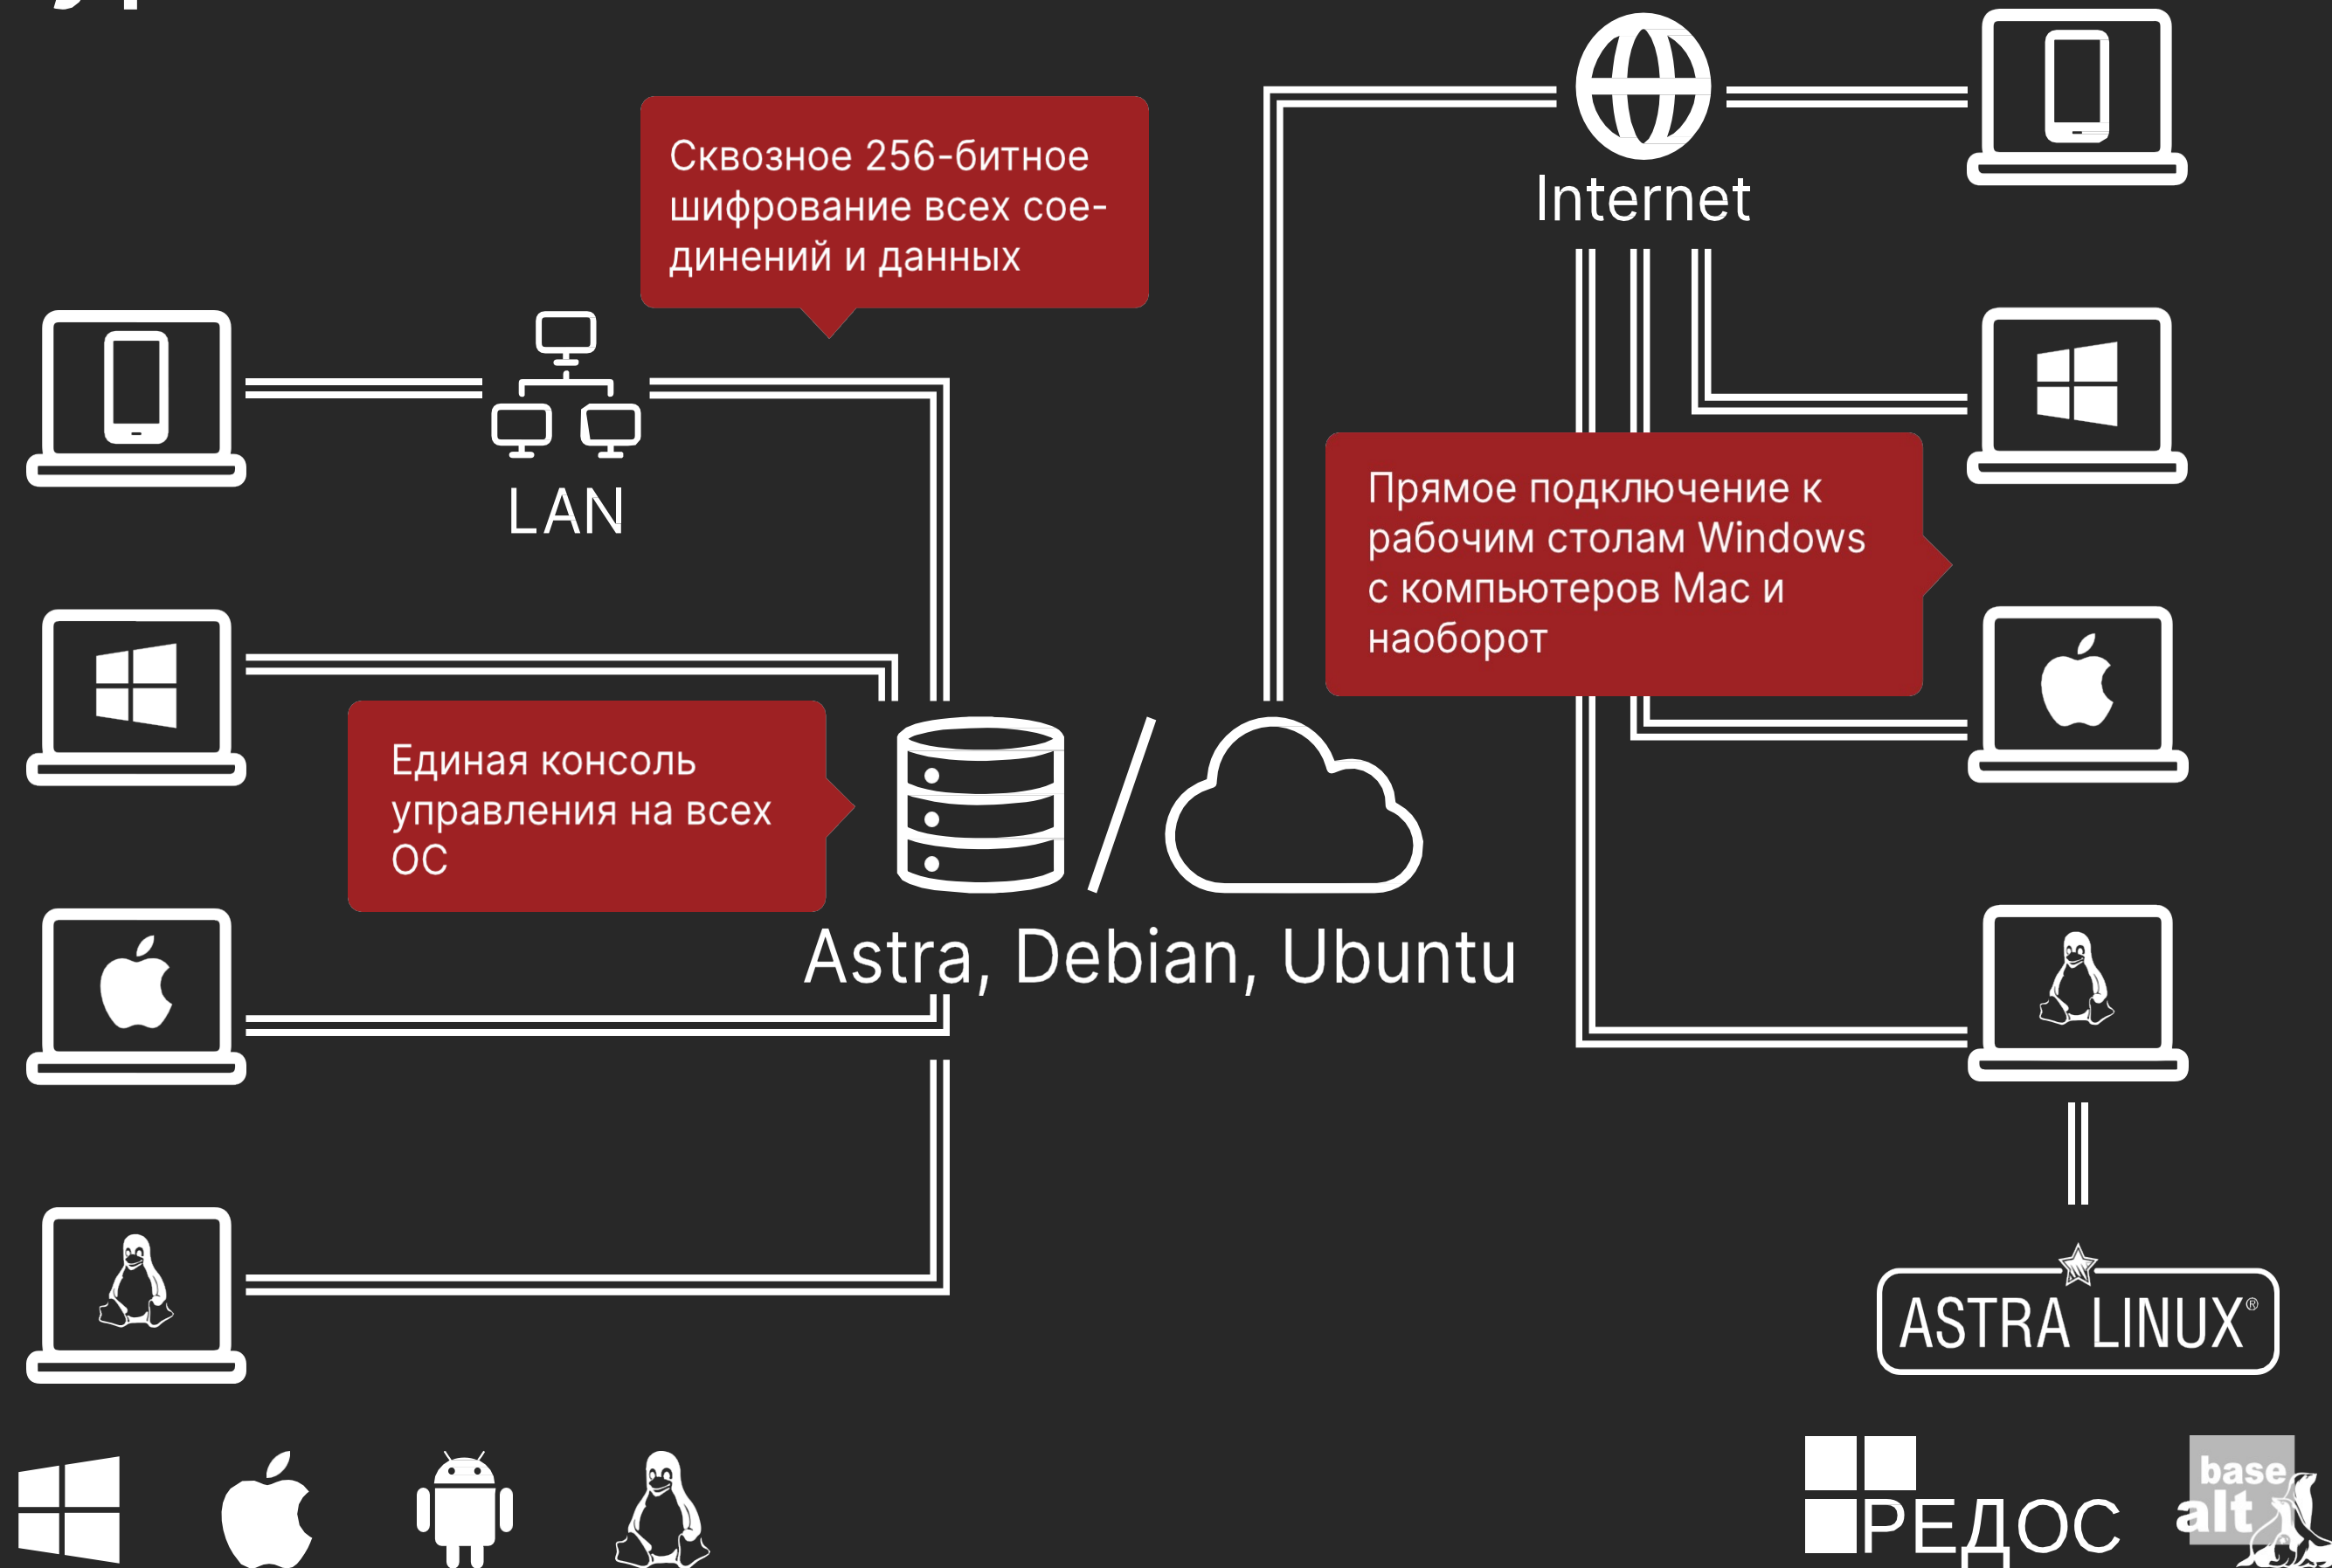 Сквозное 256-битное
шифрование всех сое-
динений и данных
Internet
LAN
Прямое подключение к
рабочим столам Windows
с компьютеров Mac и
наоборот
Единая консоль
управления на всех
ОС
Astra, Debian, Ubuntu
ASTRA LINUX®
РЕДОС
base
alt